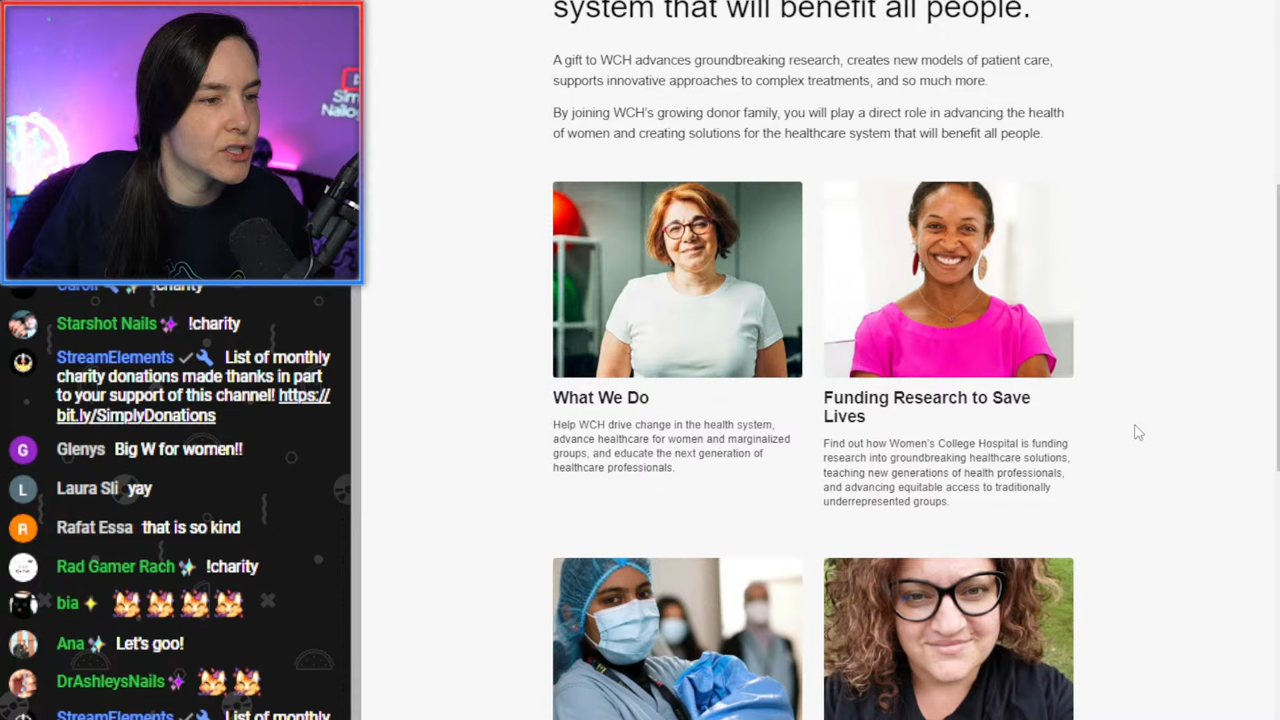 system that will benefit all people.
A gift to WCH advances groundbreaking research, creates new models of patient care,
supports innovative approaches to complex treatments, and so much more.
By joining WCH's growing donor family, you will play a direct role in advancing the health
of women and creating solutions for the healthcare system that will benefit all people.
What We Do
Help WCH drive change in the health system,
advance healthcare for women and marginalized
groups, and educate the next generation of
healthcare professionals.
Funding Research to Save
Lives
Find out how Women's College Hospital is funding
research into groundbreaking healthcare solutions,
teaching new generations of health professionals,
and advancing equitable access to traditionally
underrepresented groups.
!charity
Starshot Nails !charity
StreamElements List of monthly
charity donations made thanks in part
to your support of this channel! https://
bit.ly/SimplyDonations
G Glenys Big W for women!!
L Laura Sli yay
R Rafat Essa that is so kind
Rad Gamer Rach !charity
bia
Ana Let's goo!
DrAshleysNails
StreamElements List of monthly